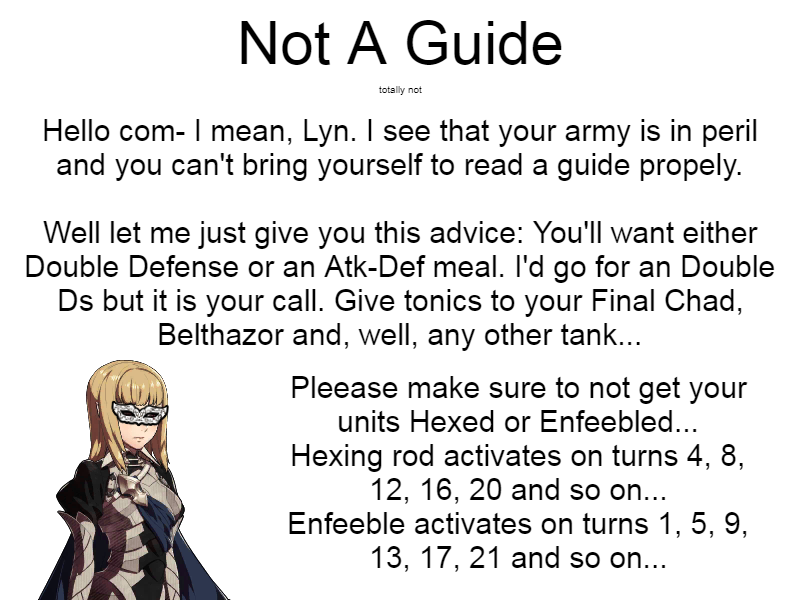 Not A Guide
totally not
Hello com- I mean, Lyn. I see that your army is in peril
and you can't bring yourself to read a guide propely.
Well let me just give you this advice: You'll want either
Double Defense or an Atk-Def meal. I'd go for an Double
Ds but it is your call. Give tonics to your Final Chad,
Belthazor and, well, any other tank...
Pleease make sure to not get your
units Hexed or Enfeebled...
Hexing rod activates on turns 4, 8,
12, 16, 20 and so on...
Enfeeble activates on turns 1, 5, 9,
13, 17, 21 and so on...